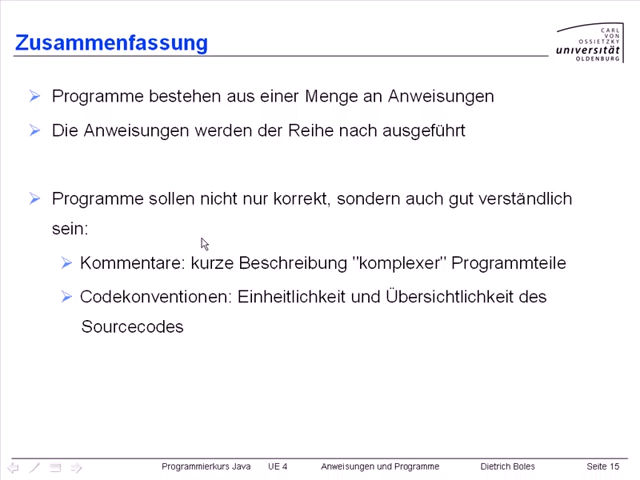 Zusammenfassung
CARL
VON
OSSIETZKY
universität
OLDENBURG
Programme bestehen aus einer Menge an Anweisungen
Die Anweisungen werden der Reihe nach ausgeführt
Programme sollen nicht nur korrekt, sondern auch gut verständlich
sein:
Kommentare: kurze Beschreibung "komplexer" Programmteile
Codekonventionen: Einheitlichkeit und Übersichtlichkeit des
Sourcecodes
Programmierkurs Java UE 4 Anweisungen und Programme Dietrich Boles Seite 15